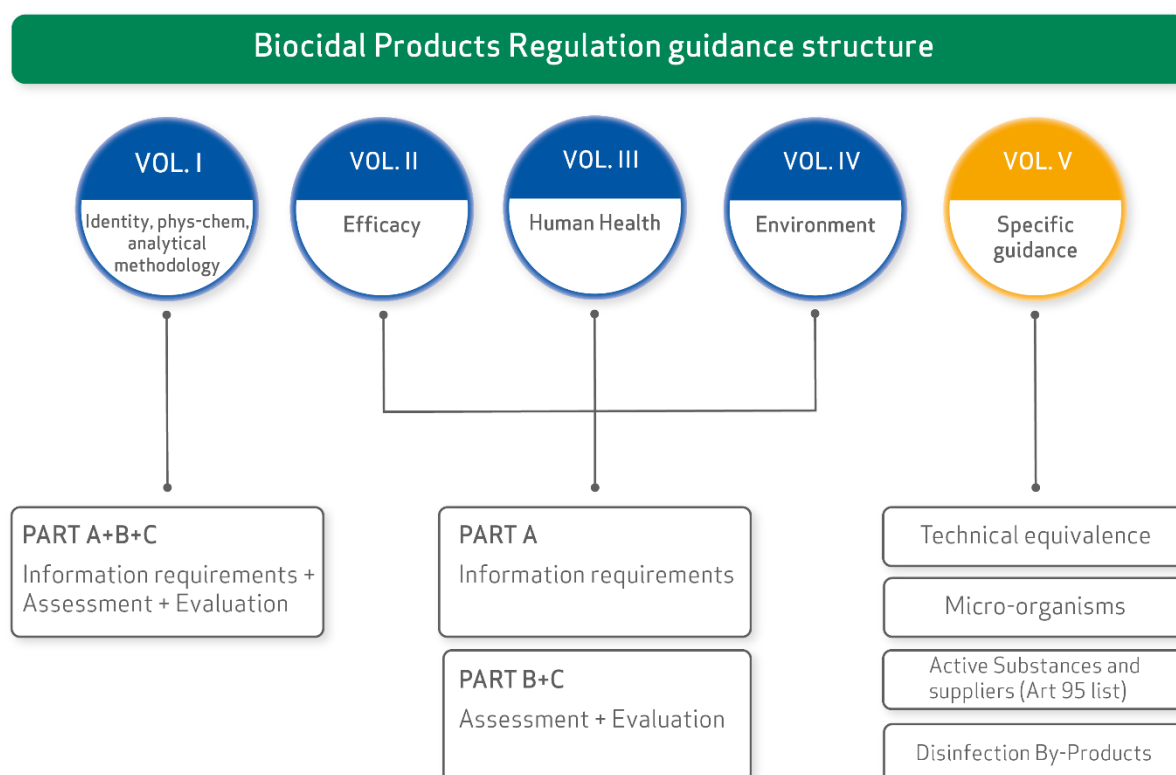 Biocidal Products Regulation guidance structure
VOL. I
Identity, phys-chem,
analytical
methodology
VOL. II
Efficacy
VOL. III
Human Health
VOL. IV
Environment
VOL. V
Specific
guidance
PART A+B+C
Information requirements +
Assessment + Evaluation
PART A
Information requirements
PART B+C
Assessment + Evaluation
Technical equivalence
Micro-organisms
Active Substances and
suppliers (Art 95 list)
Disinfection By-Products